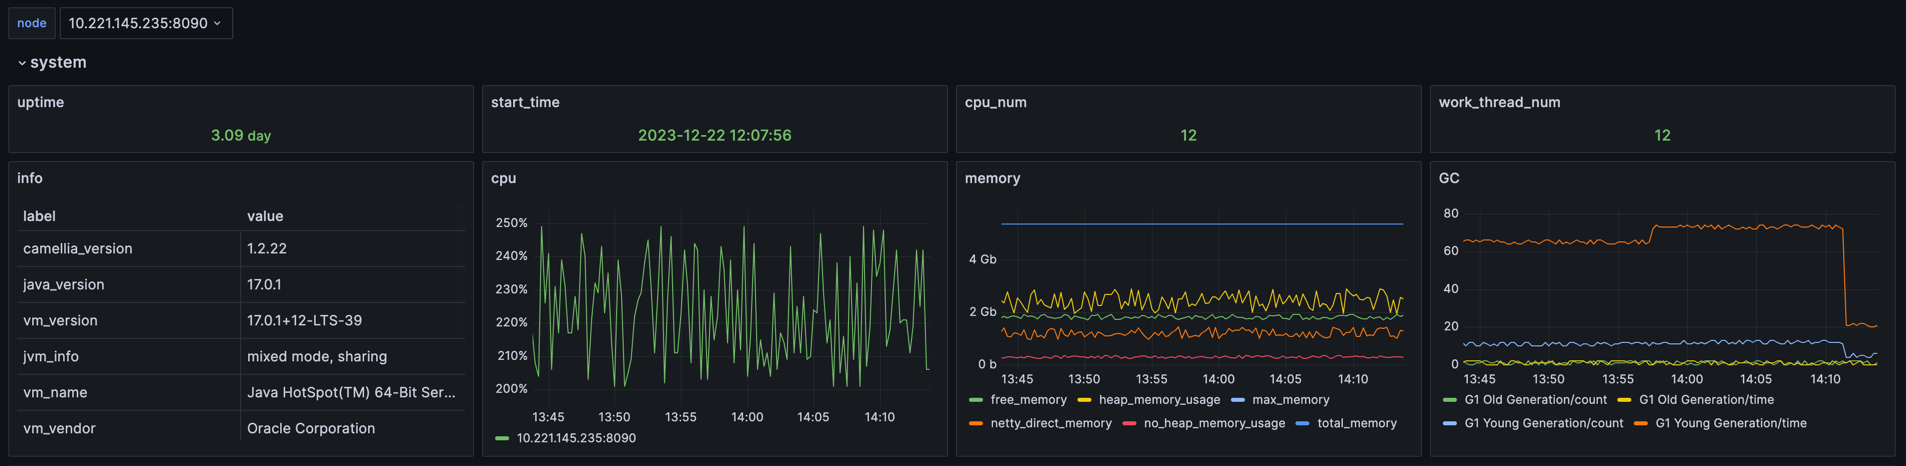 node 10.221.145.235:8090
system
uptime
3.09 day
start_time
2023-12-22 12:07:56
cpu_num
12
work_thread_num
12
info
label value
camellia_version 1.2.22
java_version 17.0.1
vm_version 17.0.1+12-LTS-39
jvm_info mixed mode, sharing
vm_name Java HotSpot(TM) 64-Bit Ser...
vm_vendor Oracle Corporation
cpu
250%
240%
230%
220%
210%
200%
13:45 13:50 13:55 14:00 14:05 14:10
10.221.145.235:8090
memory
4 Gb
2 Gb
0 b
13:45 13:50 13:55 14:00 14:05 14:10
free_memory heap_memory_usage max_memory
netty_direct_memory no_heap_memory_usage total_memory
GC
80
60
40
20
0
13:45 13:50 13:55 14:00 14:05 14:10
G1 Old Generation/count G1 Old Generation/time
G1 Young Generation/count G1 Young Generation/time